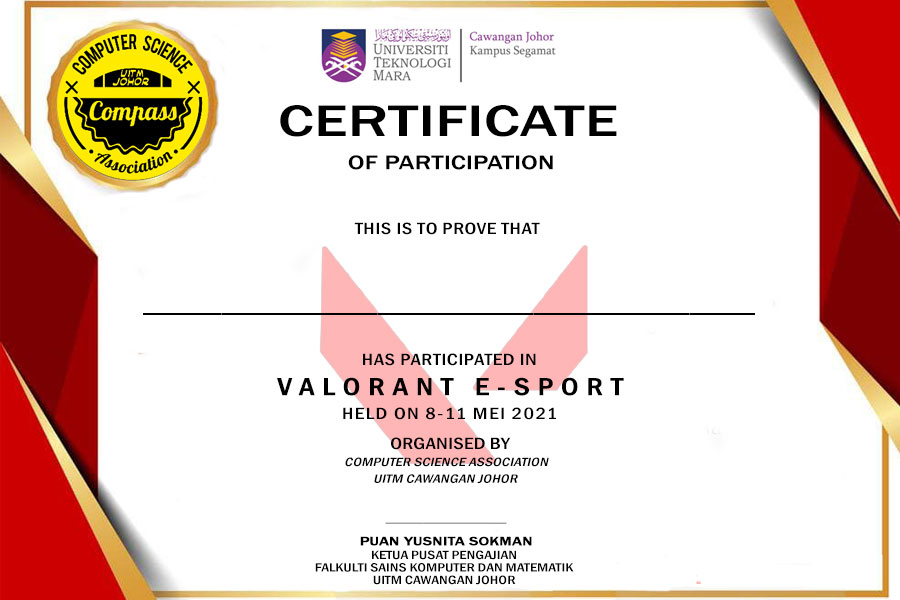 COMPUTER SCIENCE
UITM
JOHOR
Compass
Association
UNIVERSITI
TEKNOLOGI
MARA
Cawangan Johor
Kampus Segamat
CERTIFICATE
OF PARTICIPATION
THIS IS TO PROVE THAT
HAS PARTICIPATED IN
VALORANT E-SPORT
HELD ON 8-11 MEI 2021
ORGANISED BY
COMPUTER SCIENCE ASSOCIATION
UITM CAWANGAN JOHOR
PUAN YUSNITA SOKMAN
KETUA PUSAT PENGAJIAN
FALKULTI SAINS KOMPUTER DAN MATEMATIK
UITM CAWANGAN JOHOR